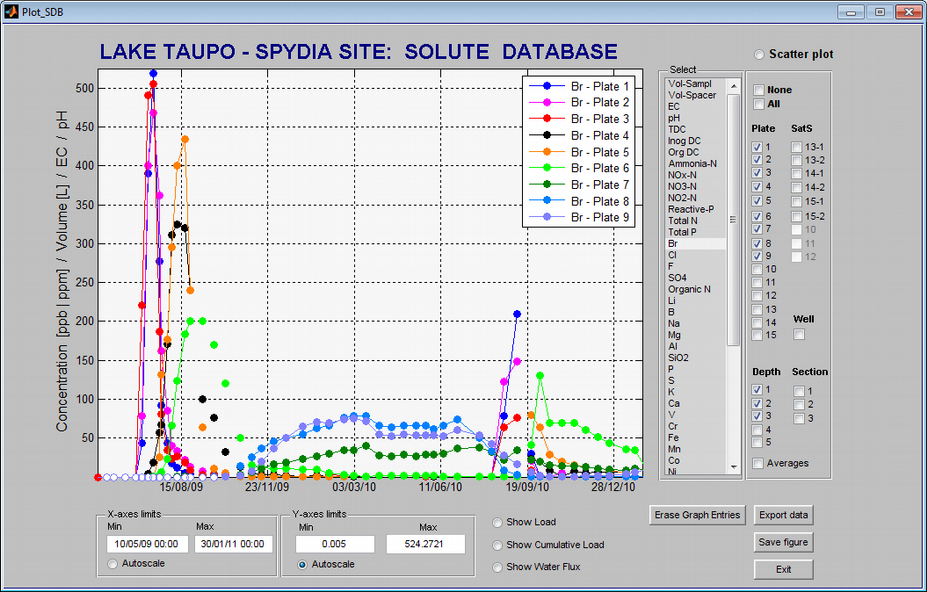 Plot_SDB
LAKE TAUPO - SPYDIA SITE: SOLUTE DATABASE
Concentration [ppb | ppm] / Volume [L] / EC / pH
500
450
400
350
300
250
200
150
100
50
15/08/09
23/11/09
03/03/10
11/06/10
19/09/10
28/12/10
Br - Plate 1
Br - Plate 2
Br - Plate 3
Br - Plate 4
Br - Plate 5
Br - Plate 6
Br - Plate 7
Br - Plate 8
Br - Plate 9
Select
Vol-Sampl
Vol-Spacer
EC
pH
TDC
Inog DC
Org DC
Ammonia-N
NOx-N
NO3-N
NO2-N
Reactive-P
Total N
Total P
Br
Cl
F
SO4
Organic N
Li
B
Na
Mg
Al
SiO2
P
S
K
Ca
V
Cr
Fe
Mn
Co
Ni
Scatter plot
None
All
Plate SatS
1 13-1
2 13-2
3 14-1
4 14-2
5 15-1
6 15-2
7 10
8 11
9 12
10
11
12
13
14
15
Well
Depth Section
1 1
2 2
3 3
4
5
Averages
X-axes limits
Min Max
10/05/09 00:00 30/01/11 00:00
Autoscale
Y-axes limits
Min Max
0.005 524.2721
Autoscale
Show Load
Show Cumulative Load
Show Water Flux
Erase Graph Entries
Export data
Save figure
Exit